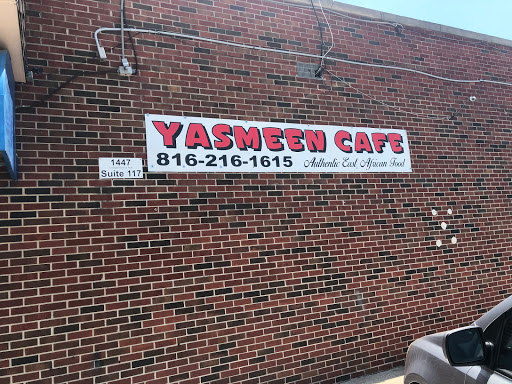 YASMEEN CAFE
816-216-1615 Authentic East African Food
1447
Suite 117